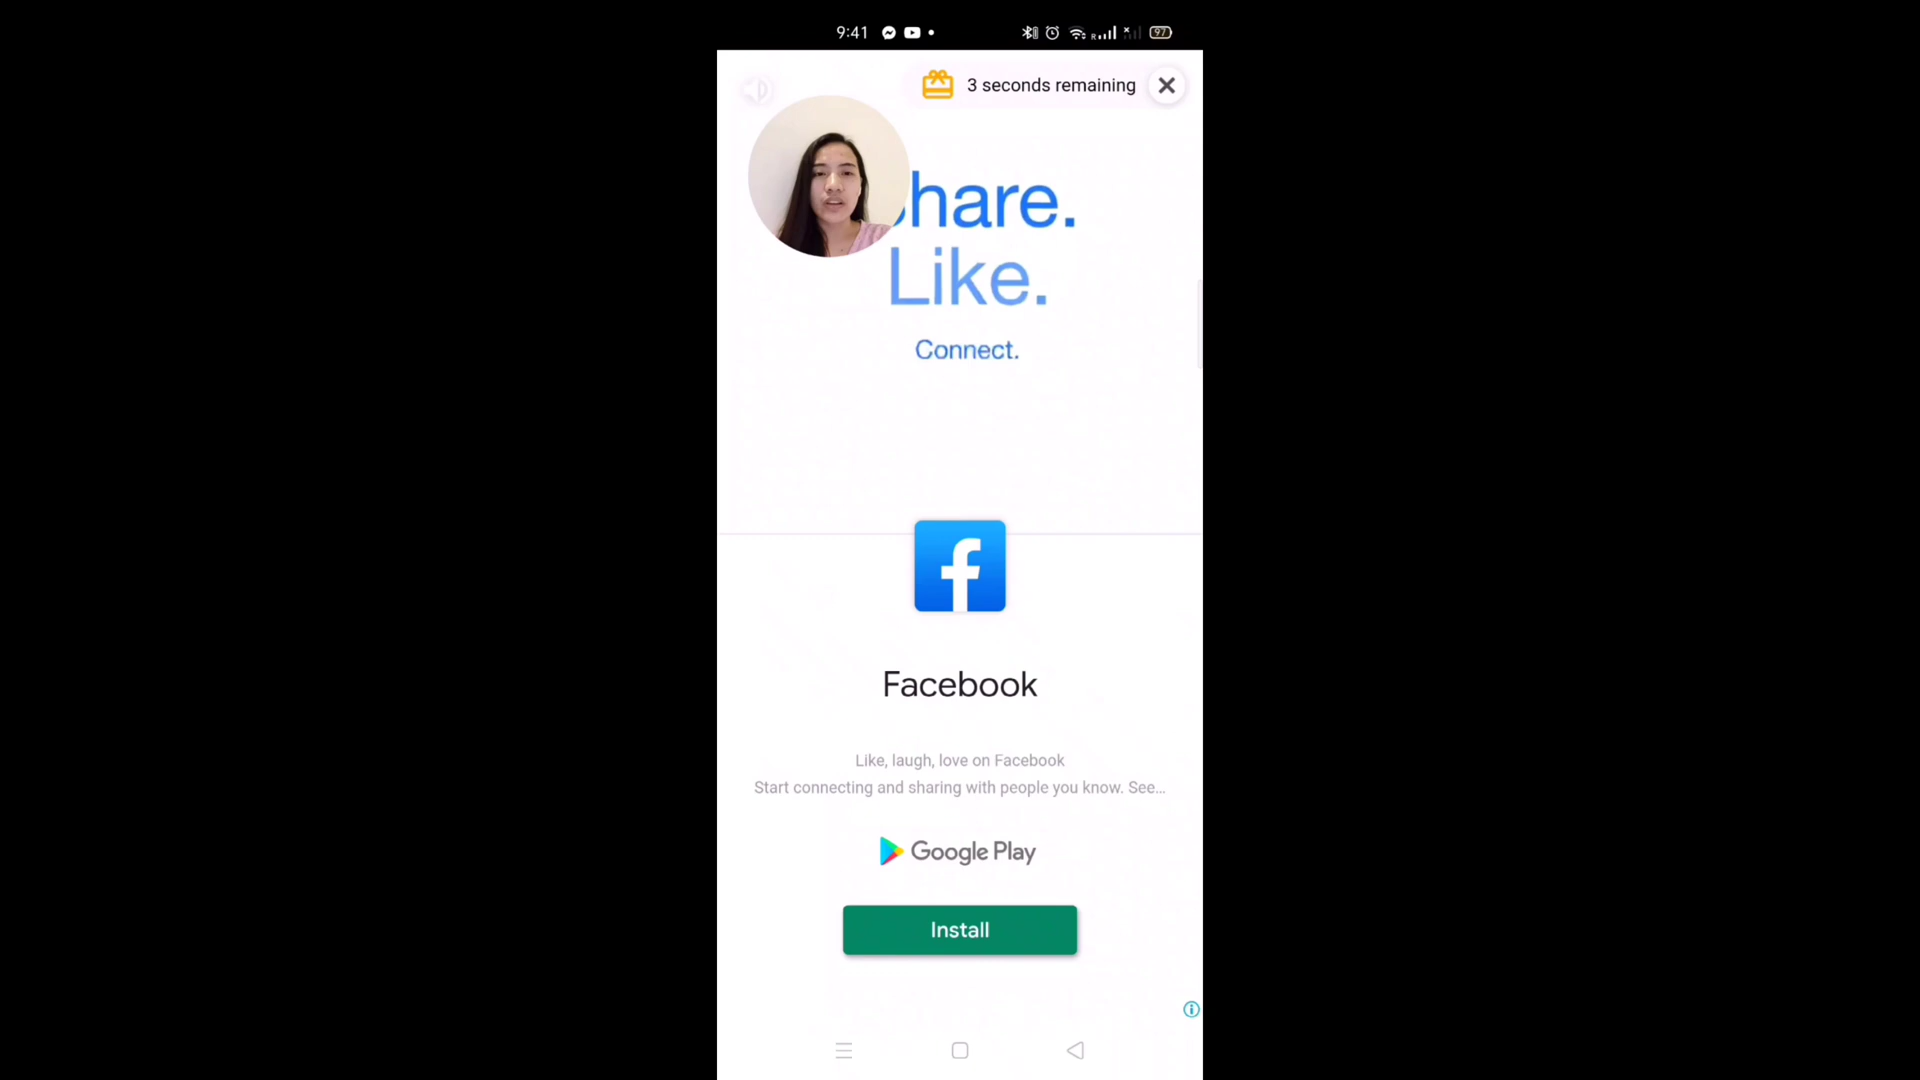 9:41
97
3 seconds remaining
hare.
Like.
Connect.
Facebook
Like, laugh, love on Facebook
Start connecting and sharing with people you know. See...
Google Play
Install